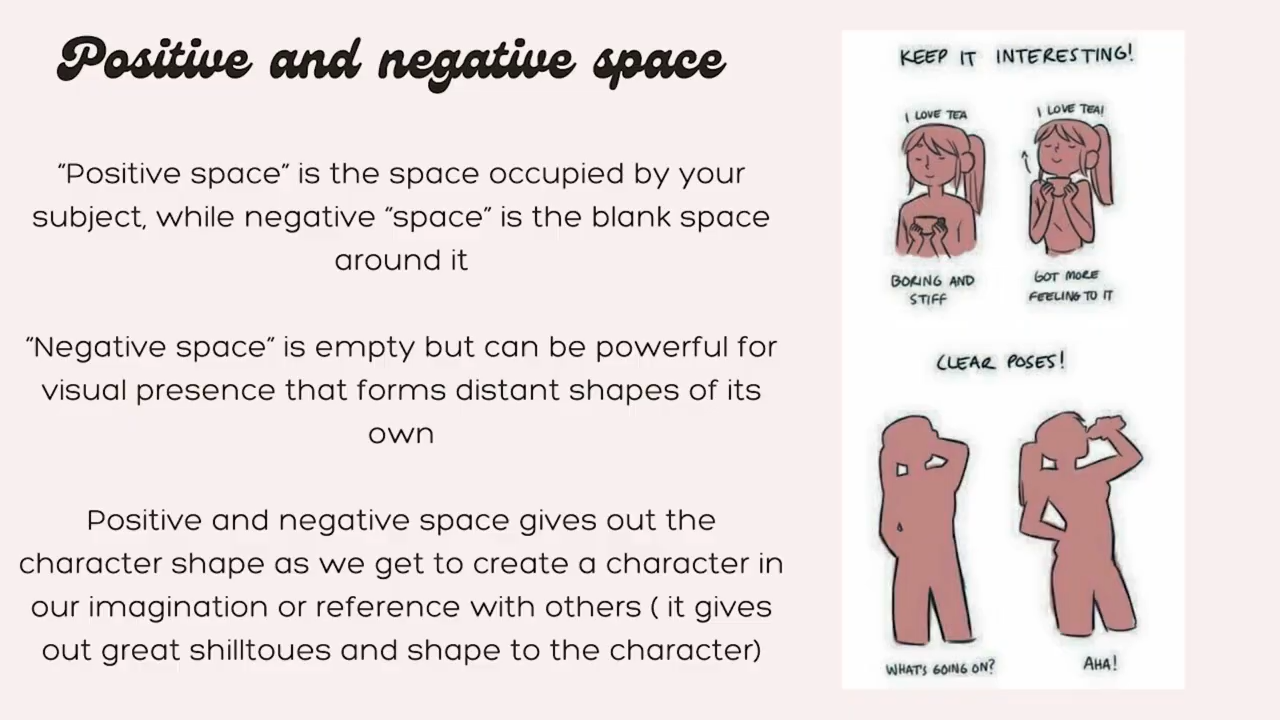 Positive and negative space
"Positive space" is the space occupied by your
subject, while negative "space" is the blank space
around it
"Negative space" is empty but can be powerful for
visual presence that forms distant shapes of its
own
Positive and negative space gives out the
character shape as we get to create a character in
our imagination or reference with others ( it gives
out great shilltoues and shape to the character)
KEEP IT INTERESTING!
I LOVE TEA
I LOVE TEA!
BORING AND
STIFF
GOT MORE
FEELING TO IT
CLEAR POSES!
WHAT'S GOING ON?
AHA!